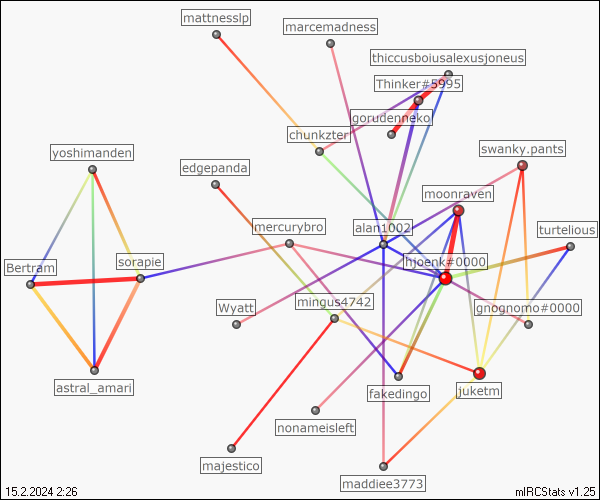 mattnesslp
marcemadness
thiccusboiusalexusjoneus
Thinker#5995
gorudenneko
chunkzter
swanky.pants
yoshimanden
edgepanda
moonraven
mercurybro
alan1002
turtelious
Bertram
sorapie
hjoenk#0000
Wyatt
mingus4742
gnognomo#0000
astral_amari
fakedingo
juketm
nonameisleft
majestico
maddiee3773
15.2.2024 2:26
mIRCStats v1.25